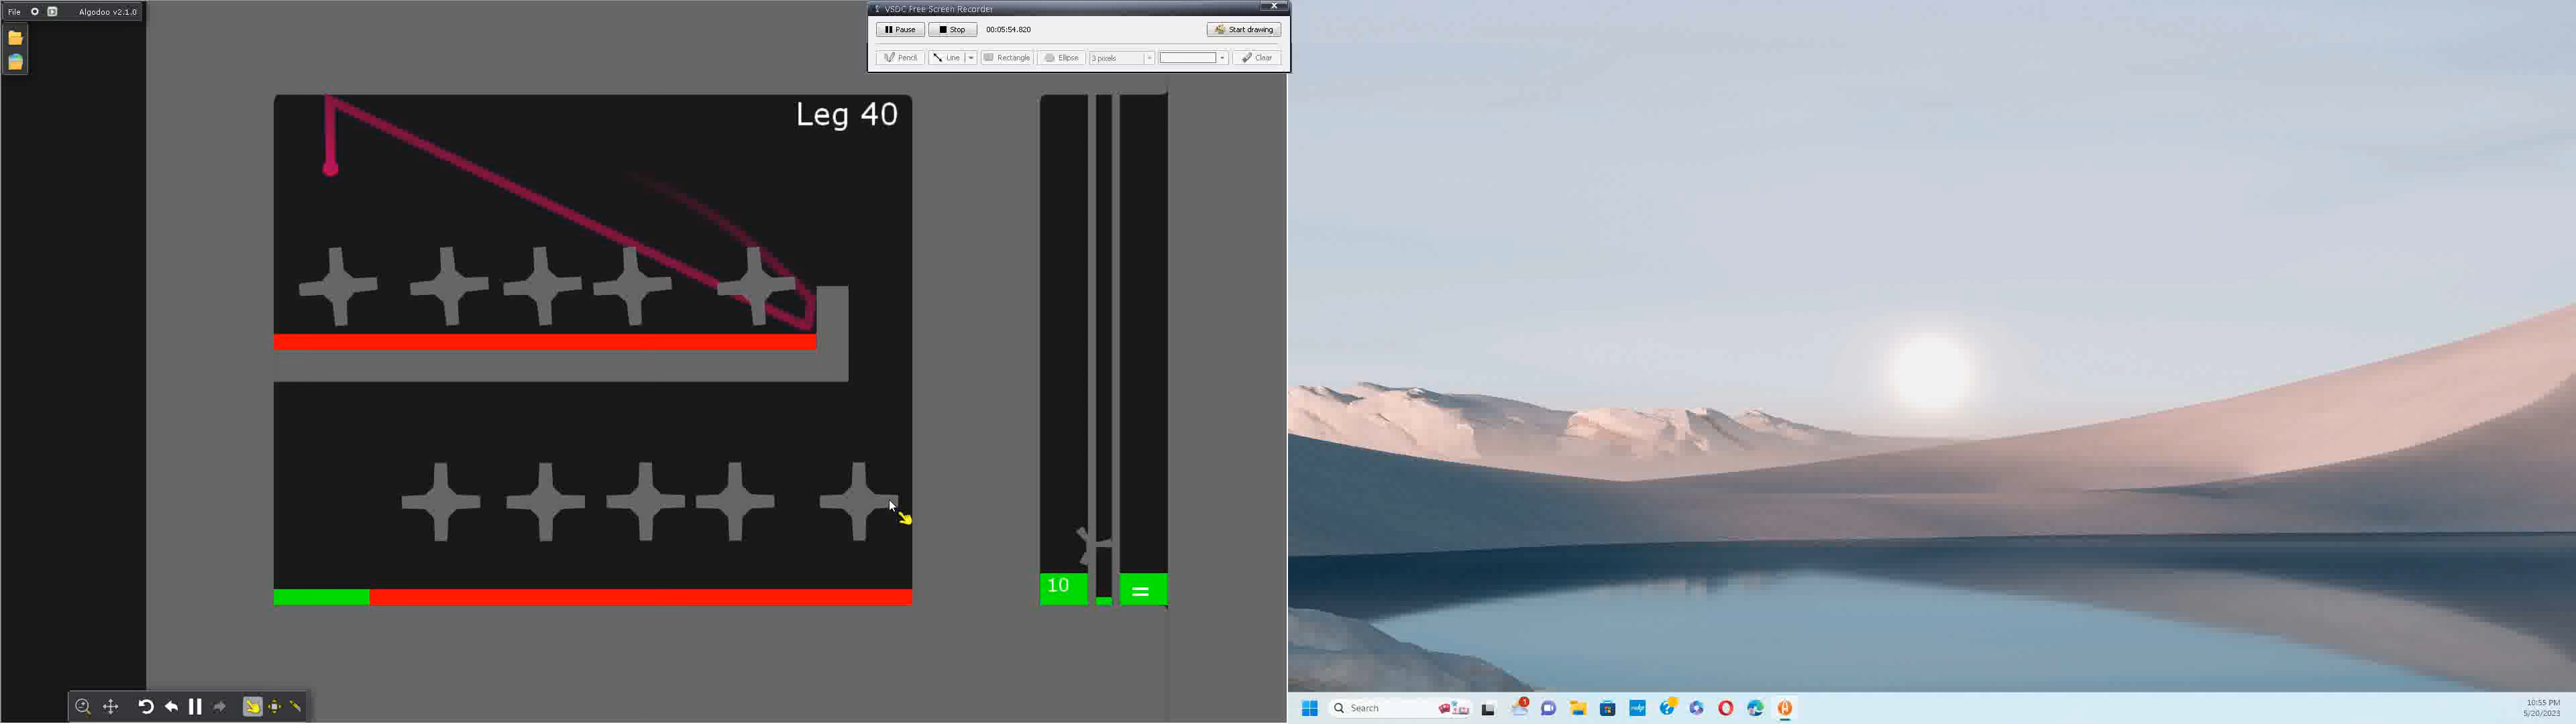 File
Algodoo v2.1.0
VSDC Free Screen Recorder
Pause
Stop
00:05:54.820
Start drawing
Pencil
Line
Rectangle
Ellipse
3 pixels
Clear
Leg 40
10
=
Search
10:55 PM
5/20/2023